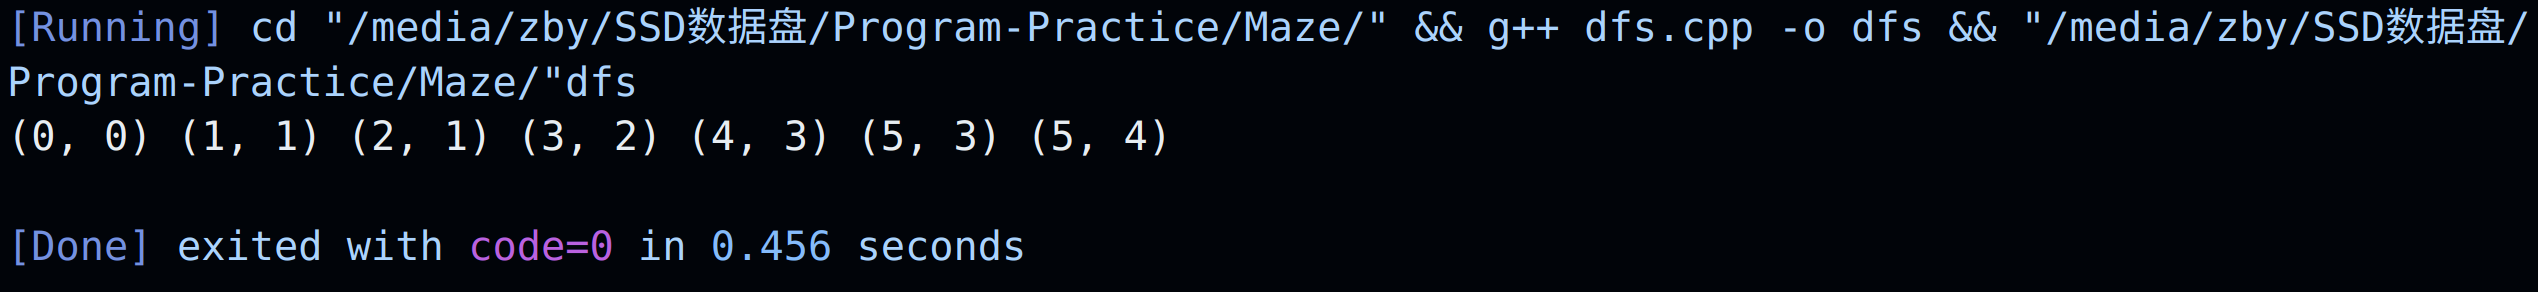 [Running] cd "/media/zby/SSD数据盘/Program-Practice/Maze/" && g++ dfs.cpp -o dfs && "/media/zby/SSD数据盘/
Program-Practice/Maze/"dfs
(0, 0) (1, 1) (2, 1) (3, 2) (4, 3) (5, 3) (5, 4)
[Done] exited with code=0 in 0.456 seconds